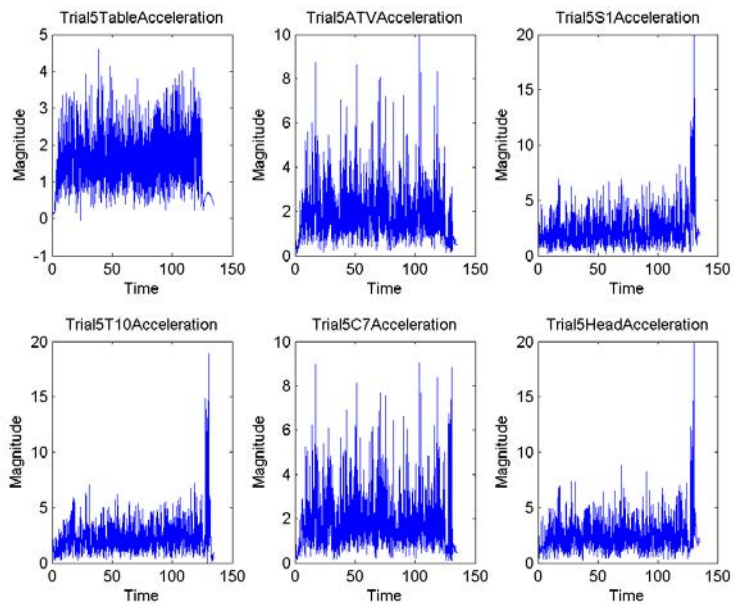 Trial5TableAcceleration
5
4
3
2
1
0
-1
Magnitude
0 50 100 150
Time
Trial5ATVAcceleration
10
8
6
4
2
0
Magnitude
0 50 100 150
Time
Trial5S1Acceleration
20
15
10
5
0
Magnitude
0 50 100 150
Time
Trial5T10Acceleration
20
15
10
5
0
Magnitude
0 50 100 150
Time
Trial5C7Acceleration
10
8
6
4
2
0
Magnitude
0 50 100 150
Time
Trial5HeadAcceleration
20
15
10
5
0
Magnitude
0 50 100 150
Time